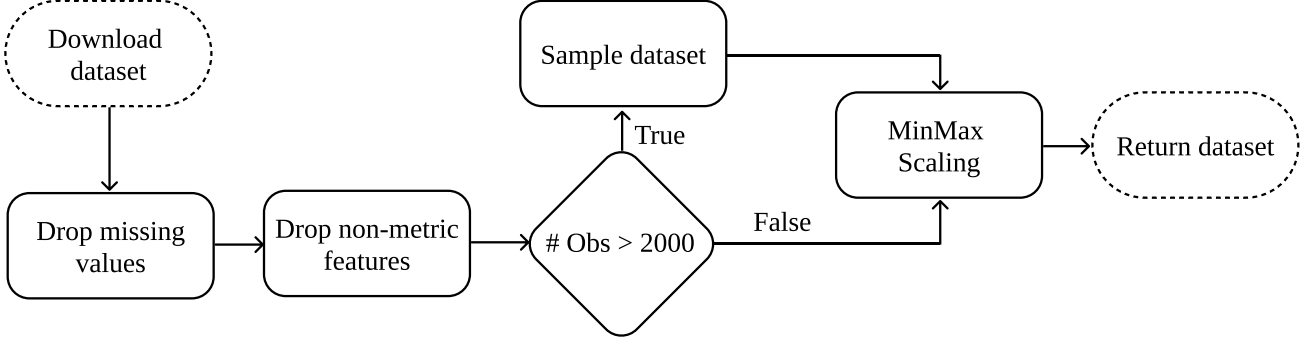 Download
dataset
Drop missing
values
Drop non-metric
features
# Obs > 2000
True
Sample dataset
False
MinMax
Scaling
Return dataset